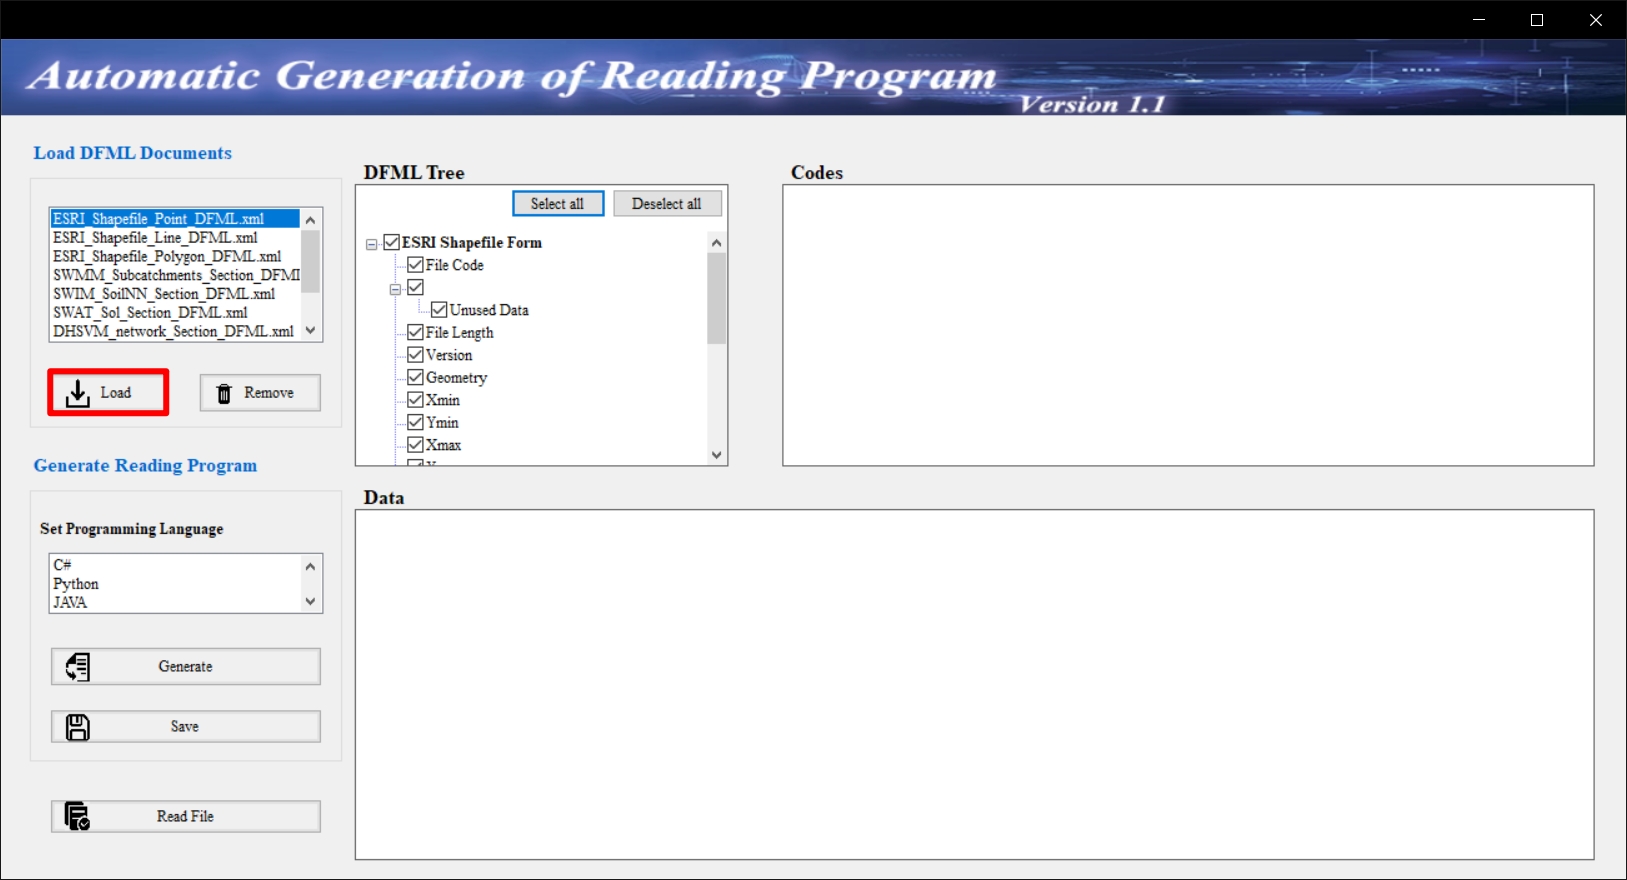 Automatic Generation of Reading Program
Version 1.1
Load DFML Documents
ESRI_Shapefile_Point_DFML.xml
ESRI_Shapefile_Line_DFML.xml
ESRI_Shapefile_Polygon_DFML.xml
SWMM_Subcatchments_Section_DFML
SWIM_SoilNN_Section_DFML.xml
SWAT_Sol_Section_DFML.xml
DHSVM_network_Section_DFML.xml
Load
Remove
Generate Reading Program
Set Programming Language
C#
Python
JAVA
Generate
Save
Read File
DFML Tree
Select all
Deselect all
ESRI Shapefile Form
File Code
Unused Data
File Length
Version
Geometry
Xmin
Ymin
Xmax
Codes
Data